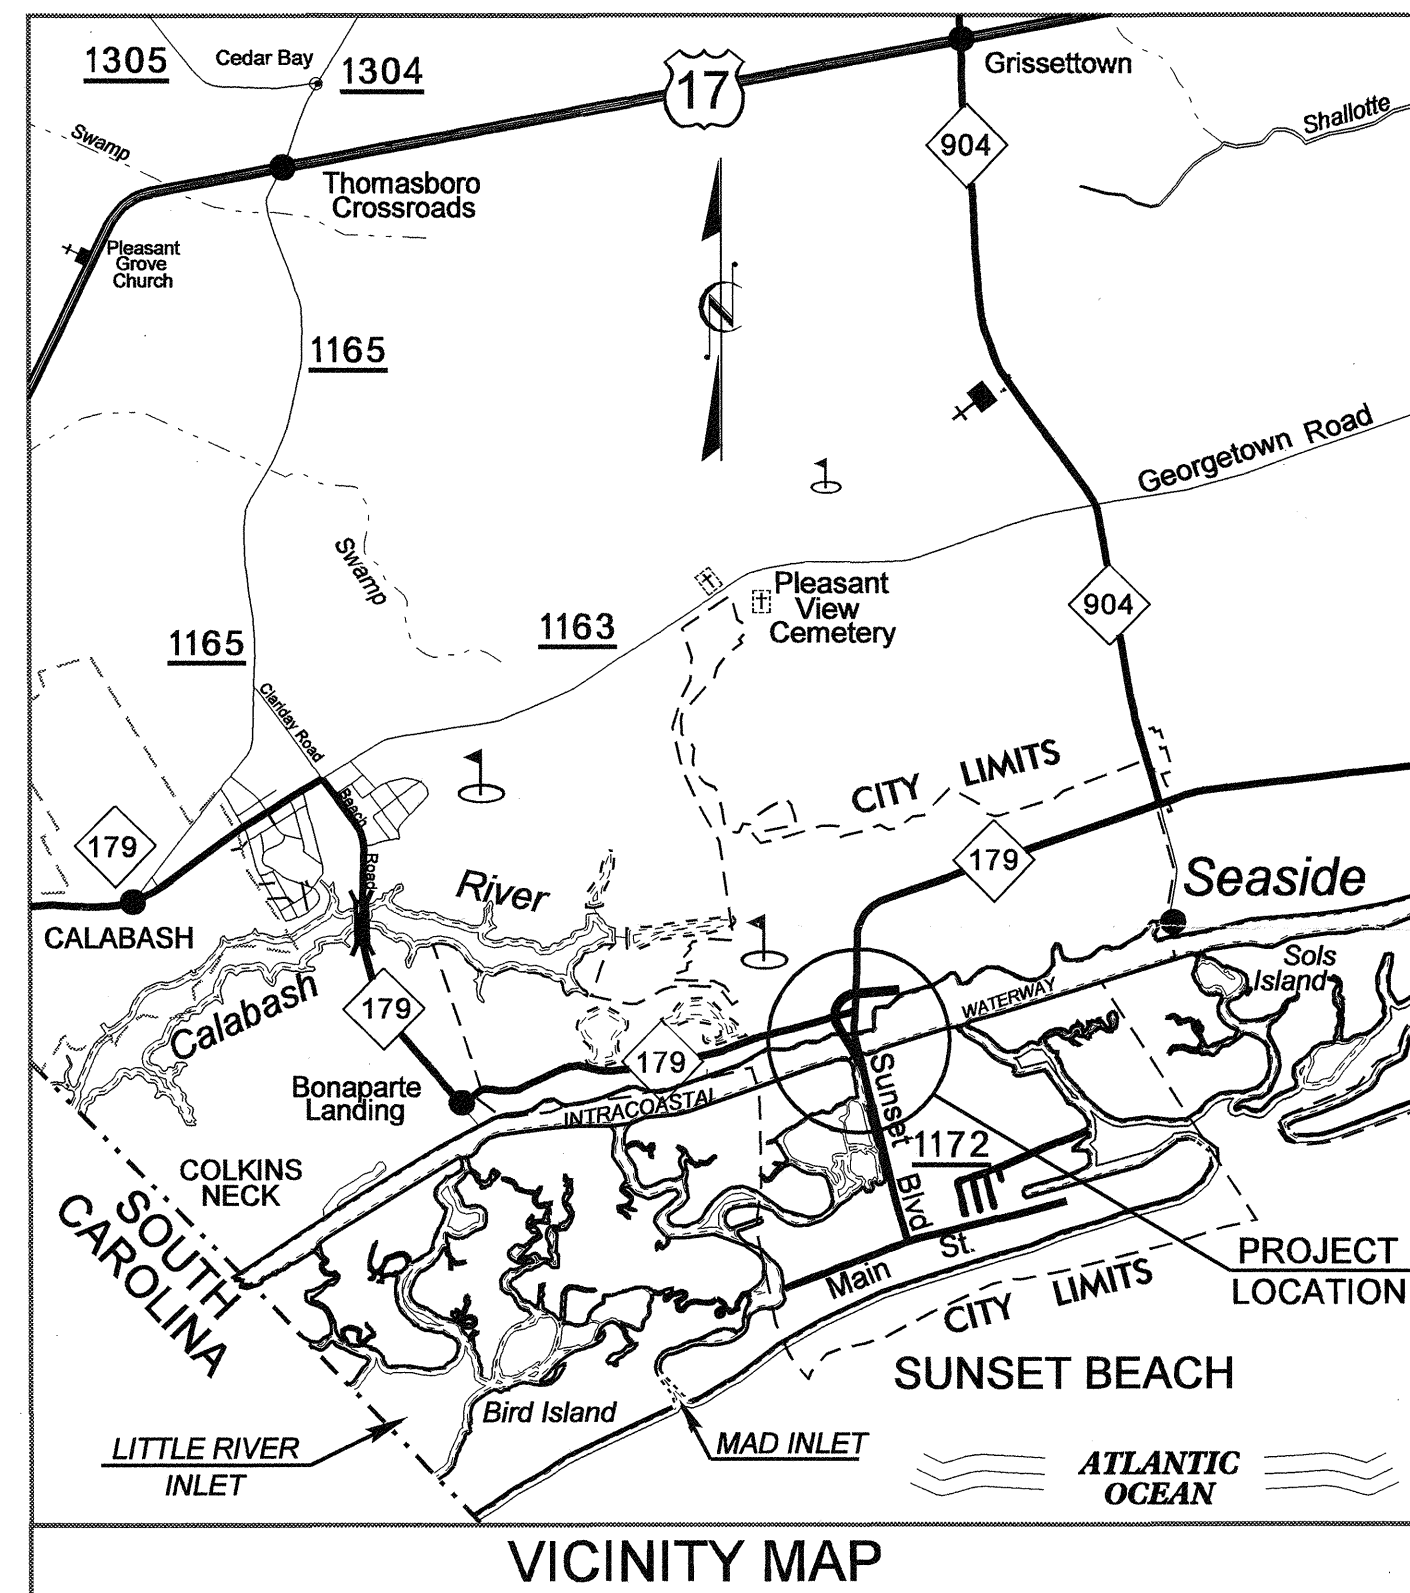 1305
Cedar Bay
1304
17
Grissettown
Shallotte
904
Swamp
Thomasboro
Crossroads
Pleasant
Grove
Church
N
1165
Georgetown Road
Swamp
Pleasant
View
Cemetery
904
1163
1165
Clariday Road
CITY LIMITS
Beach
Road
179
179
River
Seaside
CALABASH
Sols
Island
Calabash
179
WATERWAY
179
Bonaparte
Landing
INTRACOASTAL
Sunset Blvd
1172
COLKINS
NECK
SOUTH
CAROLINA
Main St.
PROJECT
LOCATION
CITY LIMITS
SUNSET BEACH
Bird Island
LITTLE RIVER
INLET
MAD INLET
ATLANTIC
OCEAN
VICINITY MAP